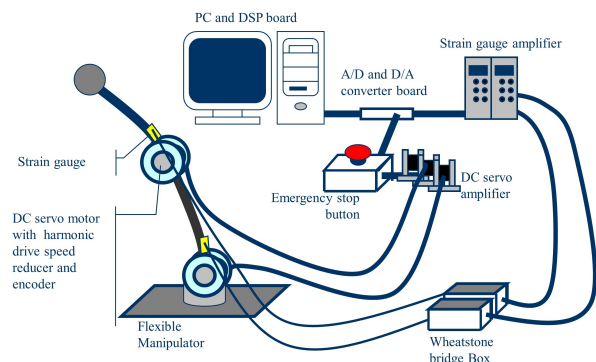 PC and DSP board
Strain gauge amplifier
A/D and D/A
converter board
Strain gauge
Emergency stop
button
DC servo
amplifier
DC servo motor
with harmonic
drive speed
reducer and
encoder
Flexible
Manipulator
Wheatstone
bridge Box